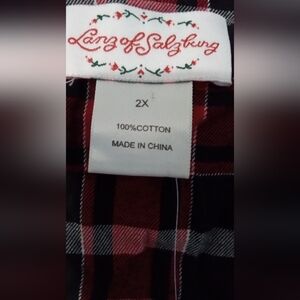 Lanz of Salzburg
2X
100%COTTON
MADE IN CHINA